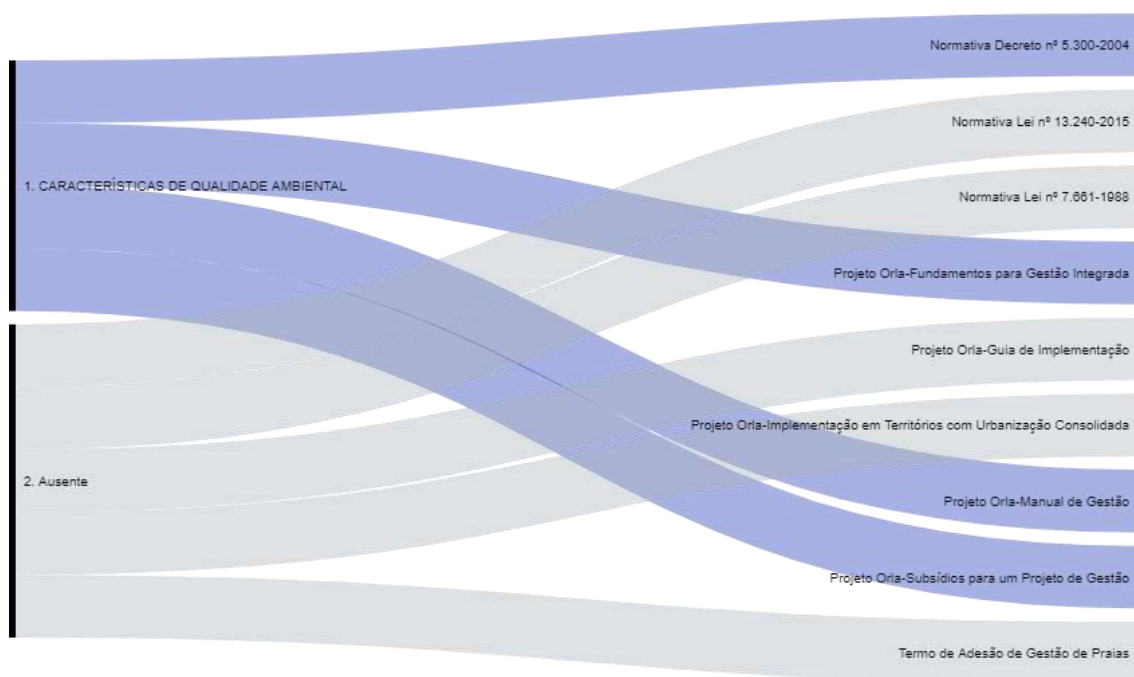 Normativa Decreto nº 5.300-2004
Normativa Lei nº 13.240-2015
1. CARACTERÍSTICAS DE QUALIDADE AMBIENTAL
Normativa Lei nº 7.661-1988
Projeto Orla-Fundamentos para Gestão Integrada
Projeto Orla-Guia de Implementação
Projeto Orla-Implementação em Territórios com Urbanização Consolidada
2. Ausente
Projeto Orla-Manual de Gestão
Projeto Orla-Subsídios para um Projeto de Gestão
Termo de Adesão de Gestão de Praias